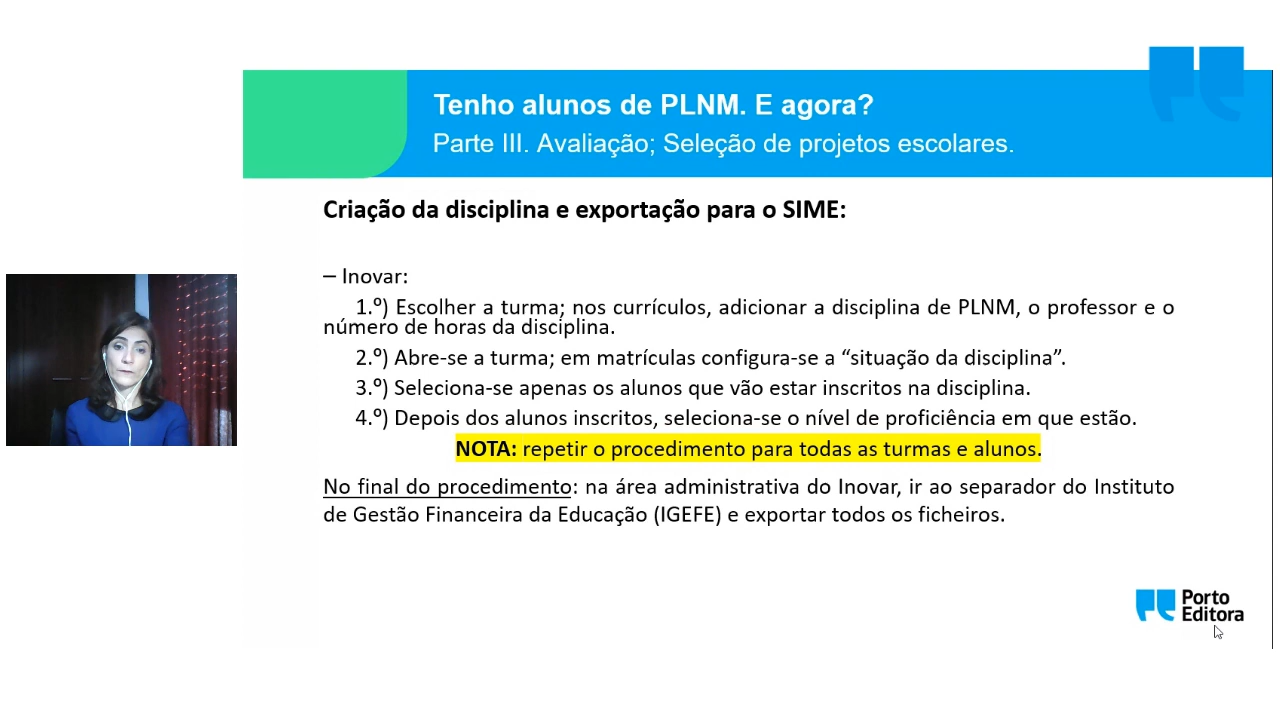 Tenho alunos de PLNM. E agora?
Parte III. Avaliação; Seleção de projetos escolares.
Criação da disciplina e exportação para o SIME:
– Inovar:
1.º) Escolher a turma; nos currículos, adicionar a disciplina de PLNM, o professor e o
número de horas da disciplina.
2.º) Abre-se a turma; em matrículas configura-se a “situação da disciplina”.
3.º) Seleciona-se apenas os alunos que vão estar inscritos na disciplina.
4.º) Depois dos alunos inscritos, seleciona-se o nível de proficiência em que estão.
NOTA: repetir o procedimento para todas as turmas e alunos.
No final do procedimento: na área administrativa do Inovar, ir ao separador do Instituto
de Gestão Financeira da Educação (IGEFE) e exportar todos os ficheiros.
Porto
Editora